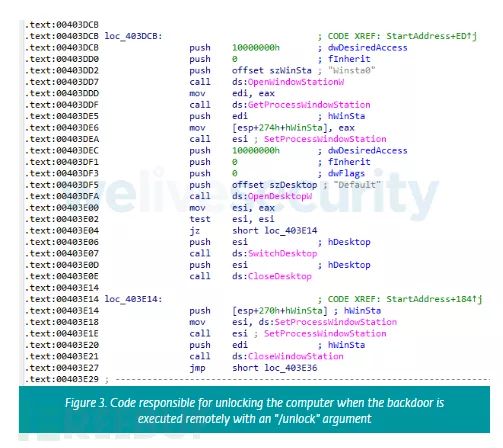 .text:00403DCB
.text:00403DCB loc_403DCB: ; CODE XREF: StartAddress+ED↑j
.text:00403DCB push 10000000h ; dwDesiredAccess
.text:00403DD0 push 0 ; fInherit
.text:00403DD2 push offset szWinSta ; "Winsta0"
.text:00403DD7 call ds:OpenWindowStationW
.text:00403DDD mov edi, eax
.text:00403DDF call ds:GetProcessWindowStation
.text:00403DE5 push edi ; hWinSta
.text:00403DE6 mov [esp+274h+hWinSta], eax
.text:00403DEA call esi ; SetProcessWindowStation
.text:00403DEC push 10000000h ; dwDesiredAccess
.text:00403DF1 push 0 ; fInherit
.text:00403DF3 push 0 ; dwFlags
.text:00403DF5 push offset szDesktop ; "Default"
.text:00403DFA call ds:OpenDesktopW
.text:00403E00 mov esi, eax
.text:00403E02 test esi, esi
.text:00403E04 jz short loc_403E14
.text:00403E06 push esi ; hDesktop
.text:00403E07 call ds:SwitchDesktop
.text:00403E0D push esi ; hDesktop
.text:00403E0E call ds:CloseDesktop
.text:00403E14
.text:00403E14 loc_403E14: ; CODE XREF: StartAddress+184↑j
.text:00403E14 push [esp+270h+hWinSta] ; hWinSta
.text:00403E18 mov esi, ds:SetProcessWindowStation
.text:00403E1E call esi ; SetProcessWindowStation
.text:00403E20 push edi ; hWinSta
.text:00403E21 call ds:CloseWindowStation
.text:00403E27 jmp short loc_403E36
.text:00403E29 ; ---------------------------------------------------------------------------
welivesecurity
Figure 3. Code responsible for unlocking the computer when the backdoor is
executed remotely with an "/unlock" argument